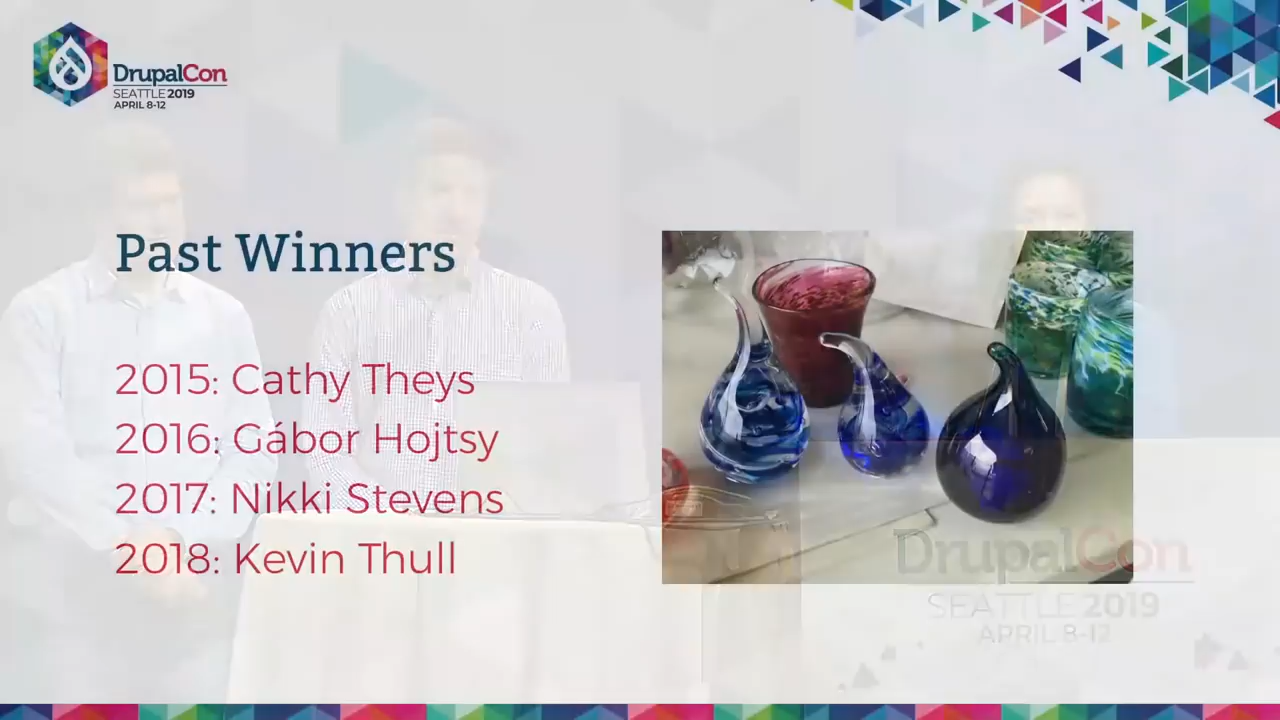 DrupalCon
SEATTLE 2019
APRIL 8-12
Past Winners
2015: Cathy Theys
2016: Gábor Hojtsy
2017: Nikki Stevens
2018: Kevin Thull
DrupalCon
SEATTLE 2019
APRIL 8-12